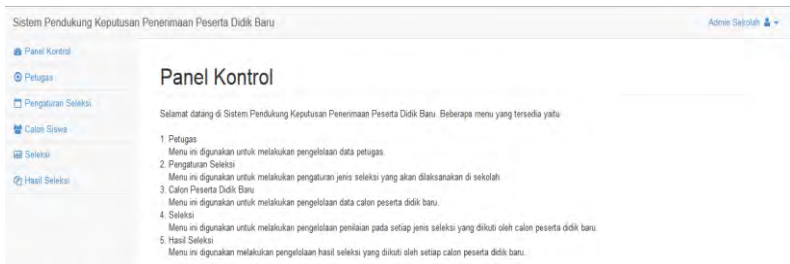 Sistem Pendukung Keputusan Penerimaan Peserta Didik Baru
Admin Sekolah
Panel Kontrol
Petugas
Pengaturan Seleksi
Calon Siswa
Seleksi
Hasil Seleksi
Panel Kontrol
Selamat datang di Sistem Pendukung Keputusan Penerimaan Peserta Didik Baru. Beberapa menu yang tersedia yaitu
1. Petugas
Menu ini digunakan untuk melakukan pengelolaan data petugas.
2. Pengaturan Seleksi
Menu ini digunakan untuk melakukan pengaturan jenis seleksi yang akan dilaksanakan di sekolah
3. Calon Peserta Didik Baru
Menu ini digunakan untuk melakukan pengelolaan data calon peserta didik baru.
4. Seleksi
Menu ini digunakan untuk melakukan pengelolaan penilaian pada setiap jenis seleksi yang diikuti oleh calon peserta didik baru.
5. Hasil Seleksi
Menu ini digunakan melakukan pengelolaan hasil seleksi yang diikuti oleh setiap calon peserta didik baru.